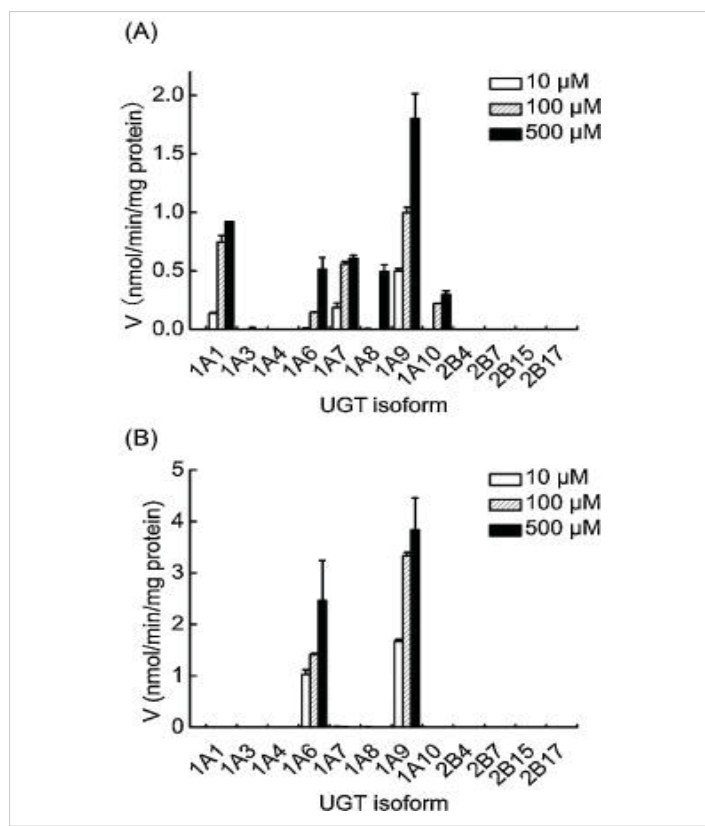 (A)
10 µM
100 µM
500 µM
2.0
1.5
1.0
0.5
0.0
V (nmol/min/mg protein)
1A1
1A3
1A4
1A6
1A7
1A8
1A9
1A10
2B4
2B7
2B15
2B17
UGT isoform
(B)
10 µM
100 µM
500 µM
5
4
3
2
1
0
V (nmol/min/mg protein)
1A1
1A3
1A4
1A6
1A7
1A8
1A9
1A10
2B4
2B7
2B15
2B17
UGT isoform